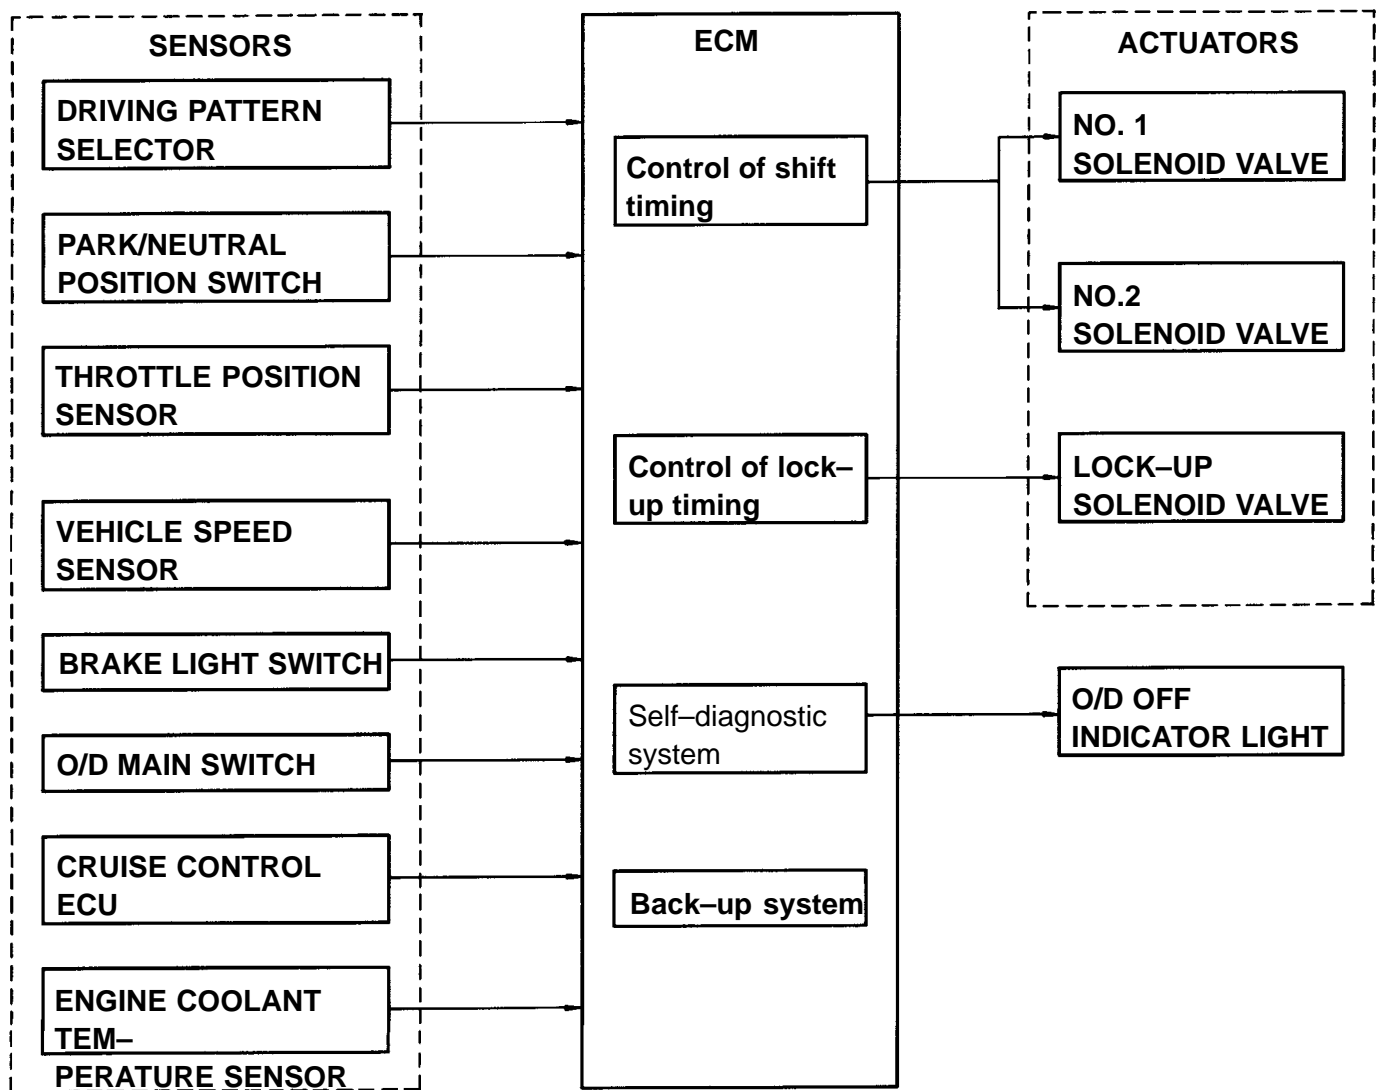 SENSORS
DRIVING PATTERN
SELECTOR
PARK/NEUTRAL
POSITION SWITCH
THROTTLE POSITION
SENSOR
VEHICLE SPEED
SENSOR
BRAKE LIGHT SWITCH
O/D MAIN SWITCH
CRUISE CONTROL
ECU
ENGINE COOLANT
TEM–
PERATURE SENSOR
ECM
Control of shift
timing
Control of lock–
up timing
Self–diagnostic
system
Back–up system
ACTUATORS
NO. 1
SOLENOID VALVE
NO.2
SOLENOID VALVE
LOCK–UP
SOLENOID VALVE
O/D OFF
INDICATOR LIGHT